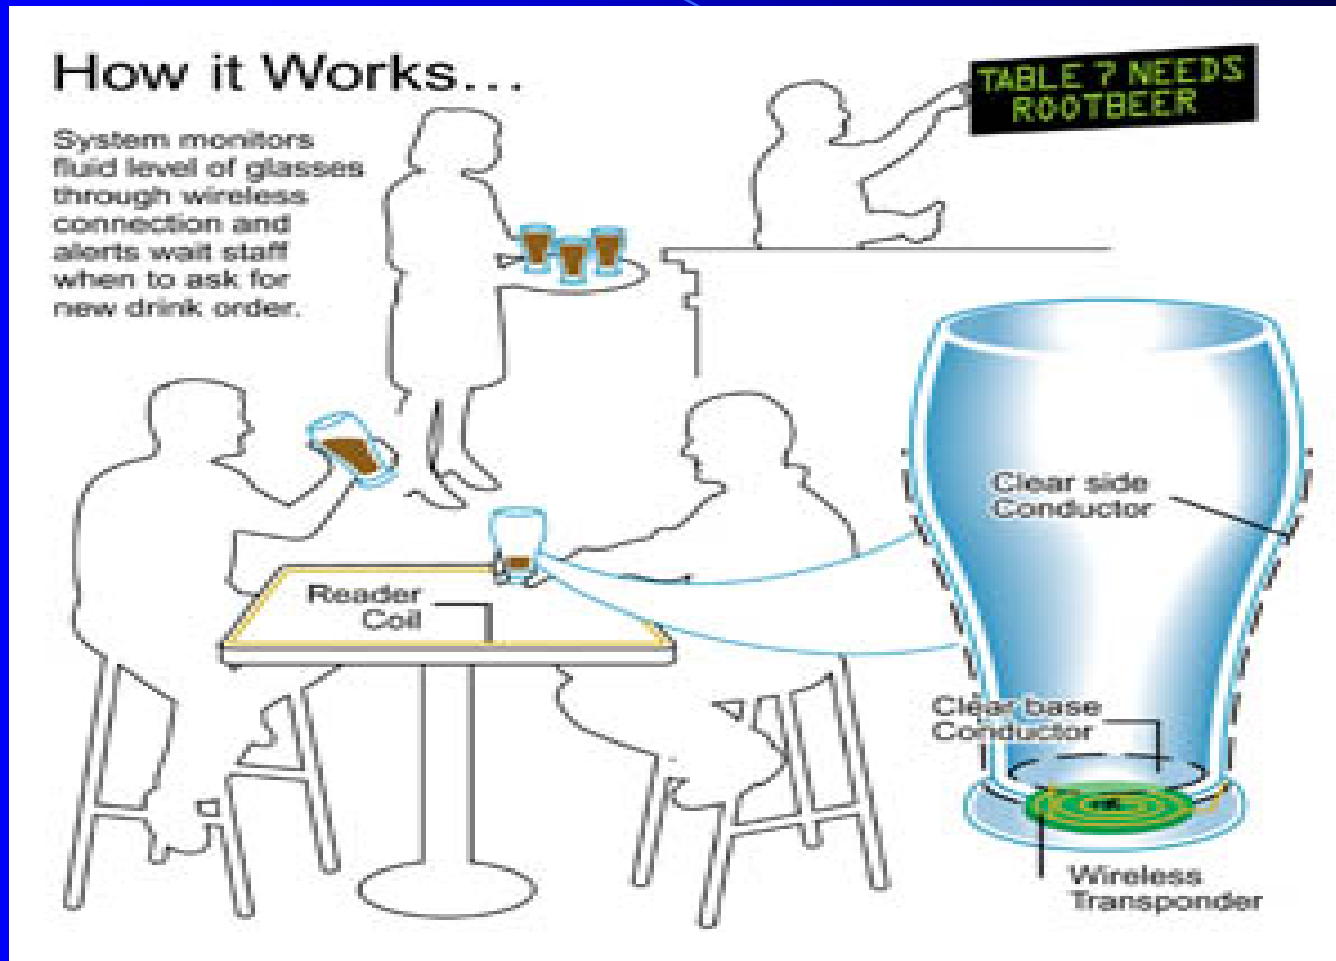 How it Works...
System monitors
fluid level of glasses
through wireless
connection and
alerts wait staff
when to ask for
new drink order.
TABLE 7 NEEDS
ROOTBEER
Clear side
Conductor
Reader
Coil
Clear base
Conductor
Wireless
Transponder